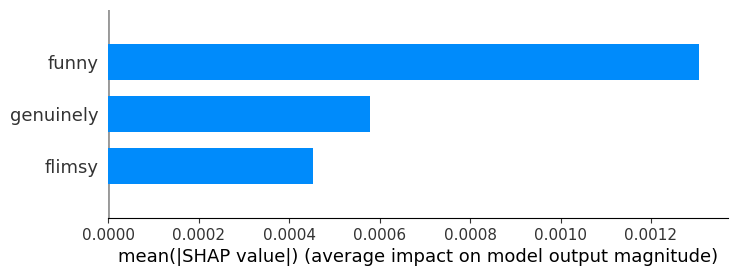 funny
genuinely
flimsy
0.0000 0.0002 0.0004 0.0006 0.0008 0.0010 0.0012
mean(|SHAP value|) (average impact on model output magnitude)